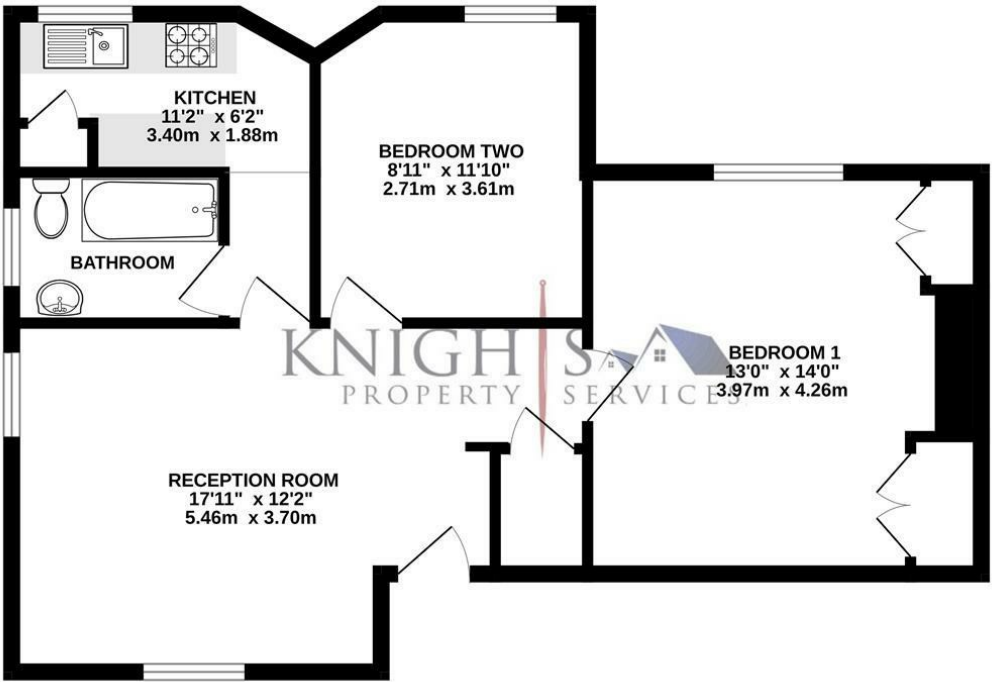 KITCHEN
11'2" x 6'2"
3.40m x 1.88m
BEDROOM TWO
8'11" x 11'10"
2.71m x 3.61m
BATHROOM
KNIGHTS
PROPERTY SERVICES
BEDROOM 1
13'0" x 14'0"
3.97m x 4.26m
RECEPTION ROOM
17'11" x 12'2"
5.46m x 3.70m